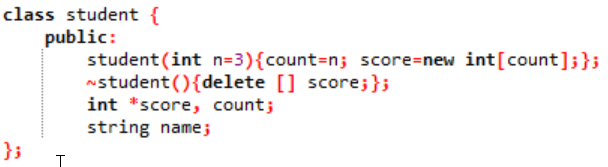 class student {
public:
student(int n=3){count=n; score=new int[count];};
~student(){delete [] score;};
int *score, count;
string name;
};